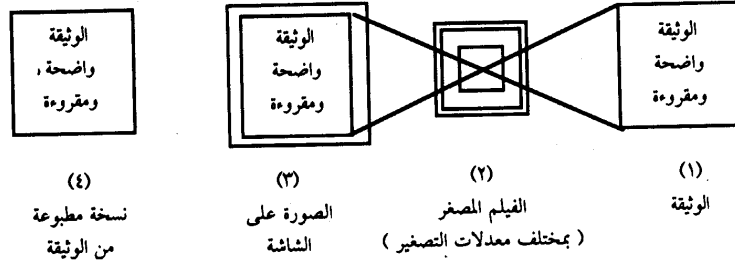 الوثيقة
واضحة
ومقروءة
الوثيقة
واضحة
ومقروءة
الوثيقة
واضحة،
ومقروءة
(١)
الوثيقة
(٢)
الفيلم المصغر
( بمختلف معدلات التصغير )
(٣)
الصورة على
الشاشة
(٤)
نسخة مطبوعة
من الوثيقة